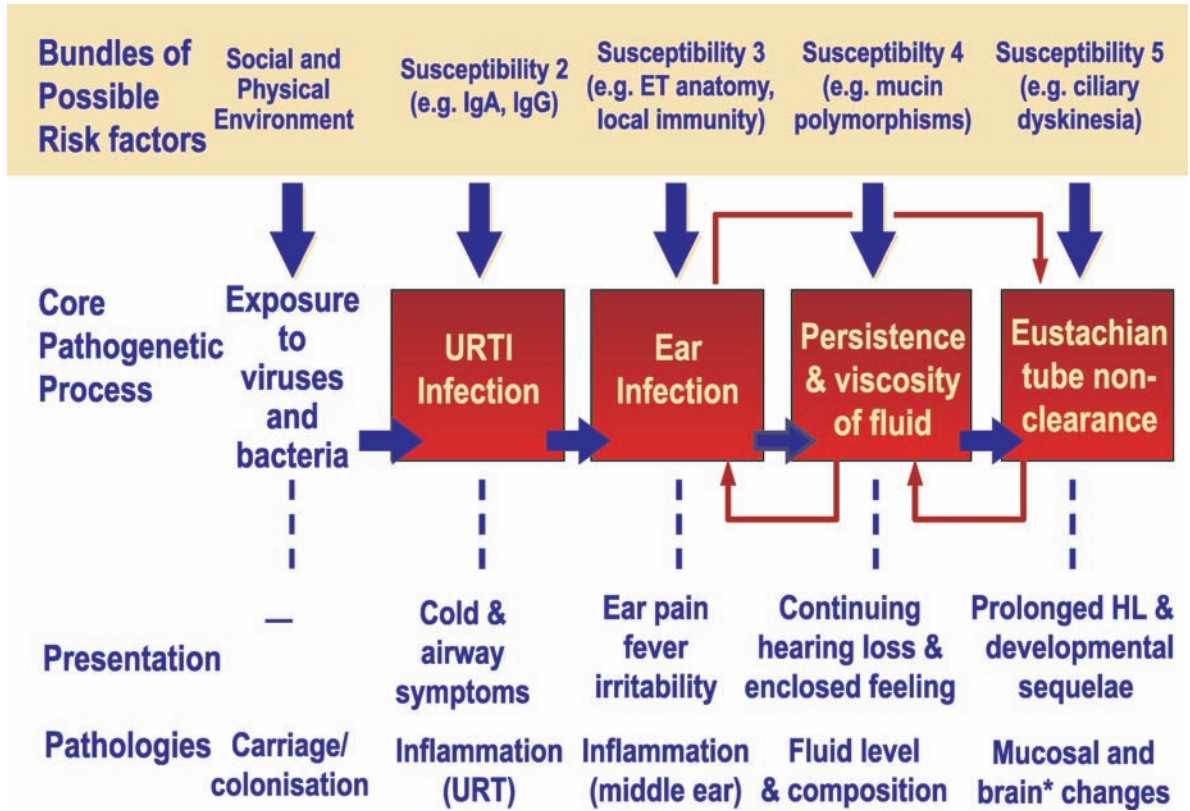 Bundles of
Possible
Risk factors
Social and
Physical
Environment
Susceptibility 2
(e.g. IgA, IgG)
Susceptibility 3
(e.g. ET anatomy,
local immunity)
Susceptibilty 4
(e.g. mucin
polymorphisms)
Susceptibility 5
(e.g. ciliary
dyskinesia)
Core
Pathogenetic
Process
Exposure
to
viruses
and
bacteria
URTI
Infection
Ear
Infection
Persistence
& viscosity
of fluid
Eustachian
tube non-
clearance
Presentation
—
Cold &
airway
symptoms
Ear pain
fever
irritability
Continuing
hearing loss &
enclosed feeling
Prolonged HL &
developmental
sequelae
Pathologies
Carriage/
colonisation
Inflammation
(URT)
Inflammation
(middle ear)
Fluid level
& composition
Mucosal and
brain* changes